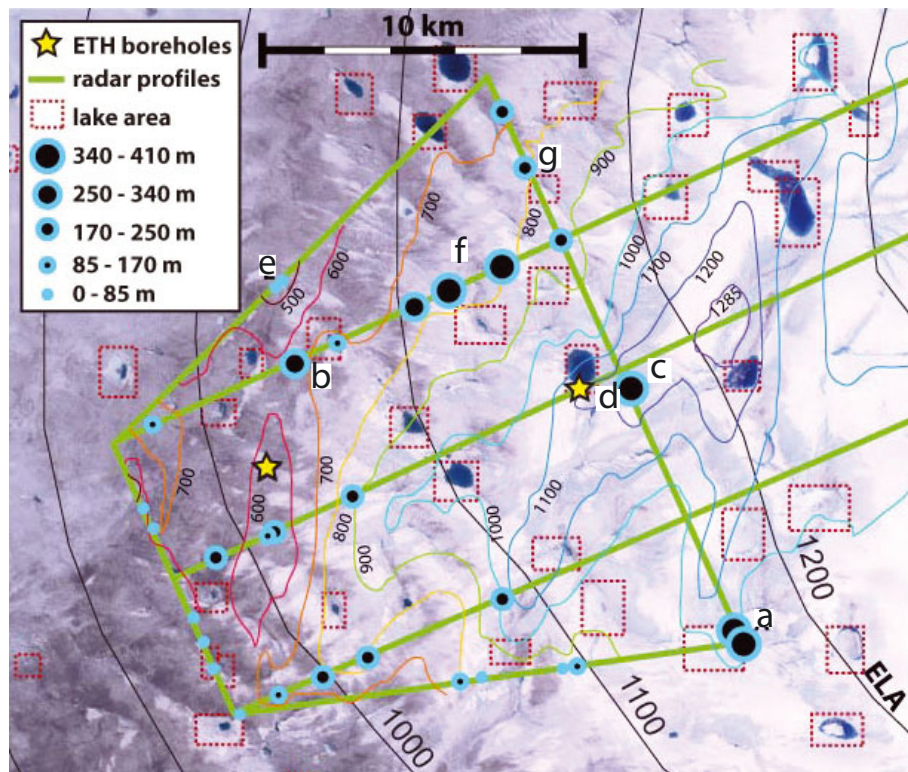 ETH boreholes
radar profiles
lake area
340 - 410 m
250 - 340 m
170 - 250 m
85 - 170 m
0 - 85 m
10 km
g
900
700
800
f
e
600
500
1000
1100
1200
1285
b
c
d
700
600
700
800
900
1000
1100
a
1200
ELA
1100
1000